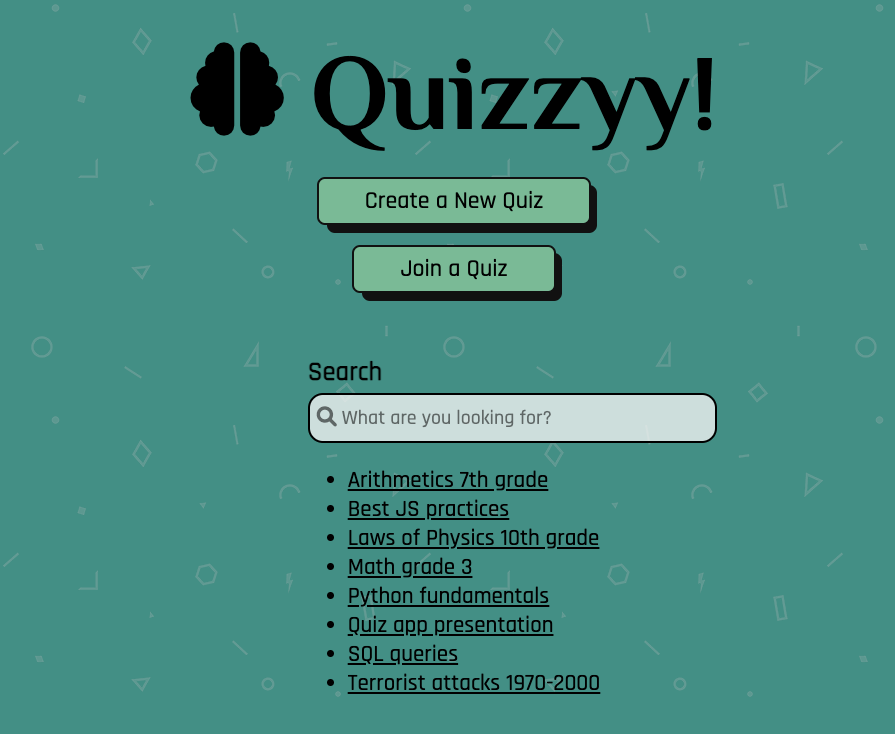 Quizzyy!
Create a New Quiz
Join a Quiz
Search
What are you looking for?
Arithmetics 7th grade
Best JS practices
Laws of Physics 10th grade
Math grade 3
Python fundamentals
Quiz app presentation
SQL queries
Terrorist attacks 1970-2000